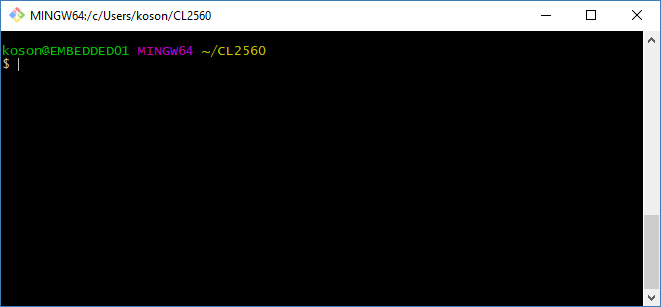 MINGW64:/c/Users/koson/CL2560
koson@EMBEDDED01 MINGW64 ~/CL2560
$